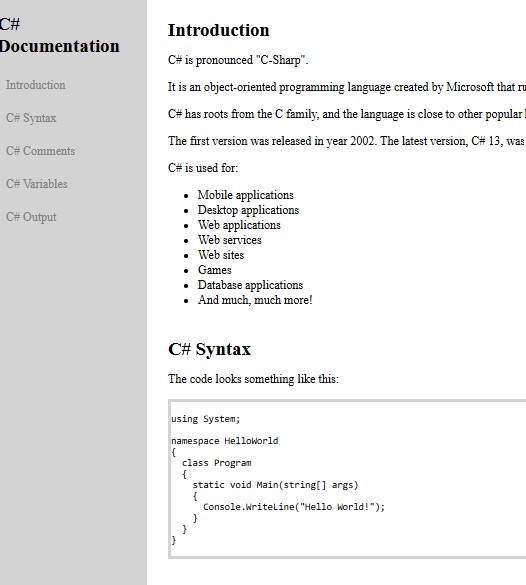 C#
Documentation
Introduction
C# Syntax
C# Comments
C# Variables
C# Output
Introduction
C# is pronounced "C-Sharp".
It is an object-oriented programming language created by Microsoft that ru
C# has roots from the C family, and the language is close to other popular
The first version was released in year 2002. The latest version, C# 13, was
C# is used for:
• Mobile applications
• Desktop applications
• Web applications
• Web services
• Web sites
• Games
• Database applications
• And much, much more!
C# Syntax
The code looks something like this:
using System;
namespace HelloWorld
{
  class Program
  {
    static void Main(string[] args)
    {
      Console.WriteLine("Hello World!");
    }
  }
}